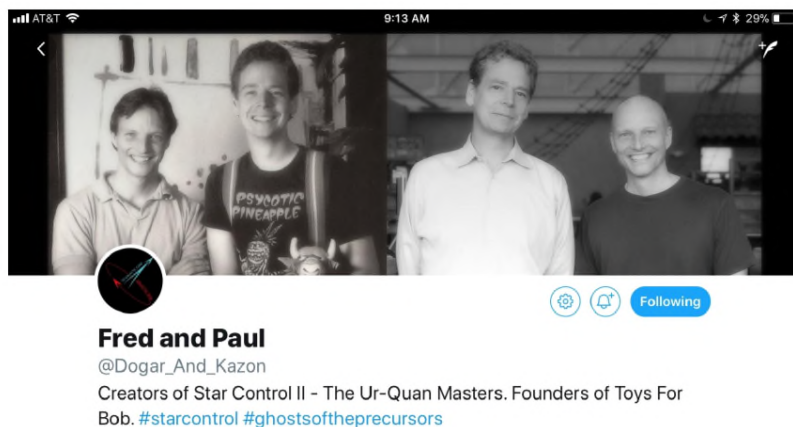 AT&T
9:13 AM
29%
PSYCOTIC
PINEAPPLE
Following
Fred and Paul
@Dogar_And_Kazon
Creators of Star Control II - The Ur-Quan Masters. Founders of Toys For
Bob. #starcontrol #ghostsoftheprecursors